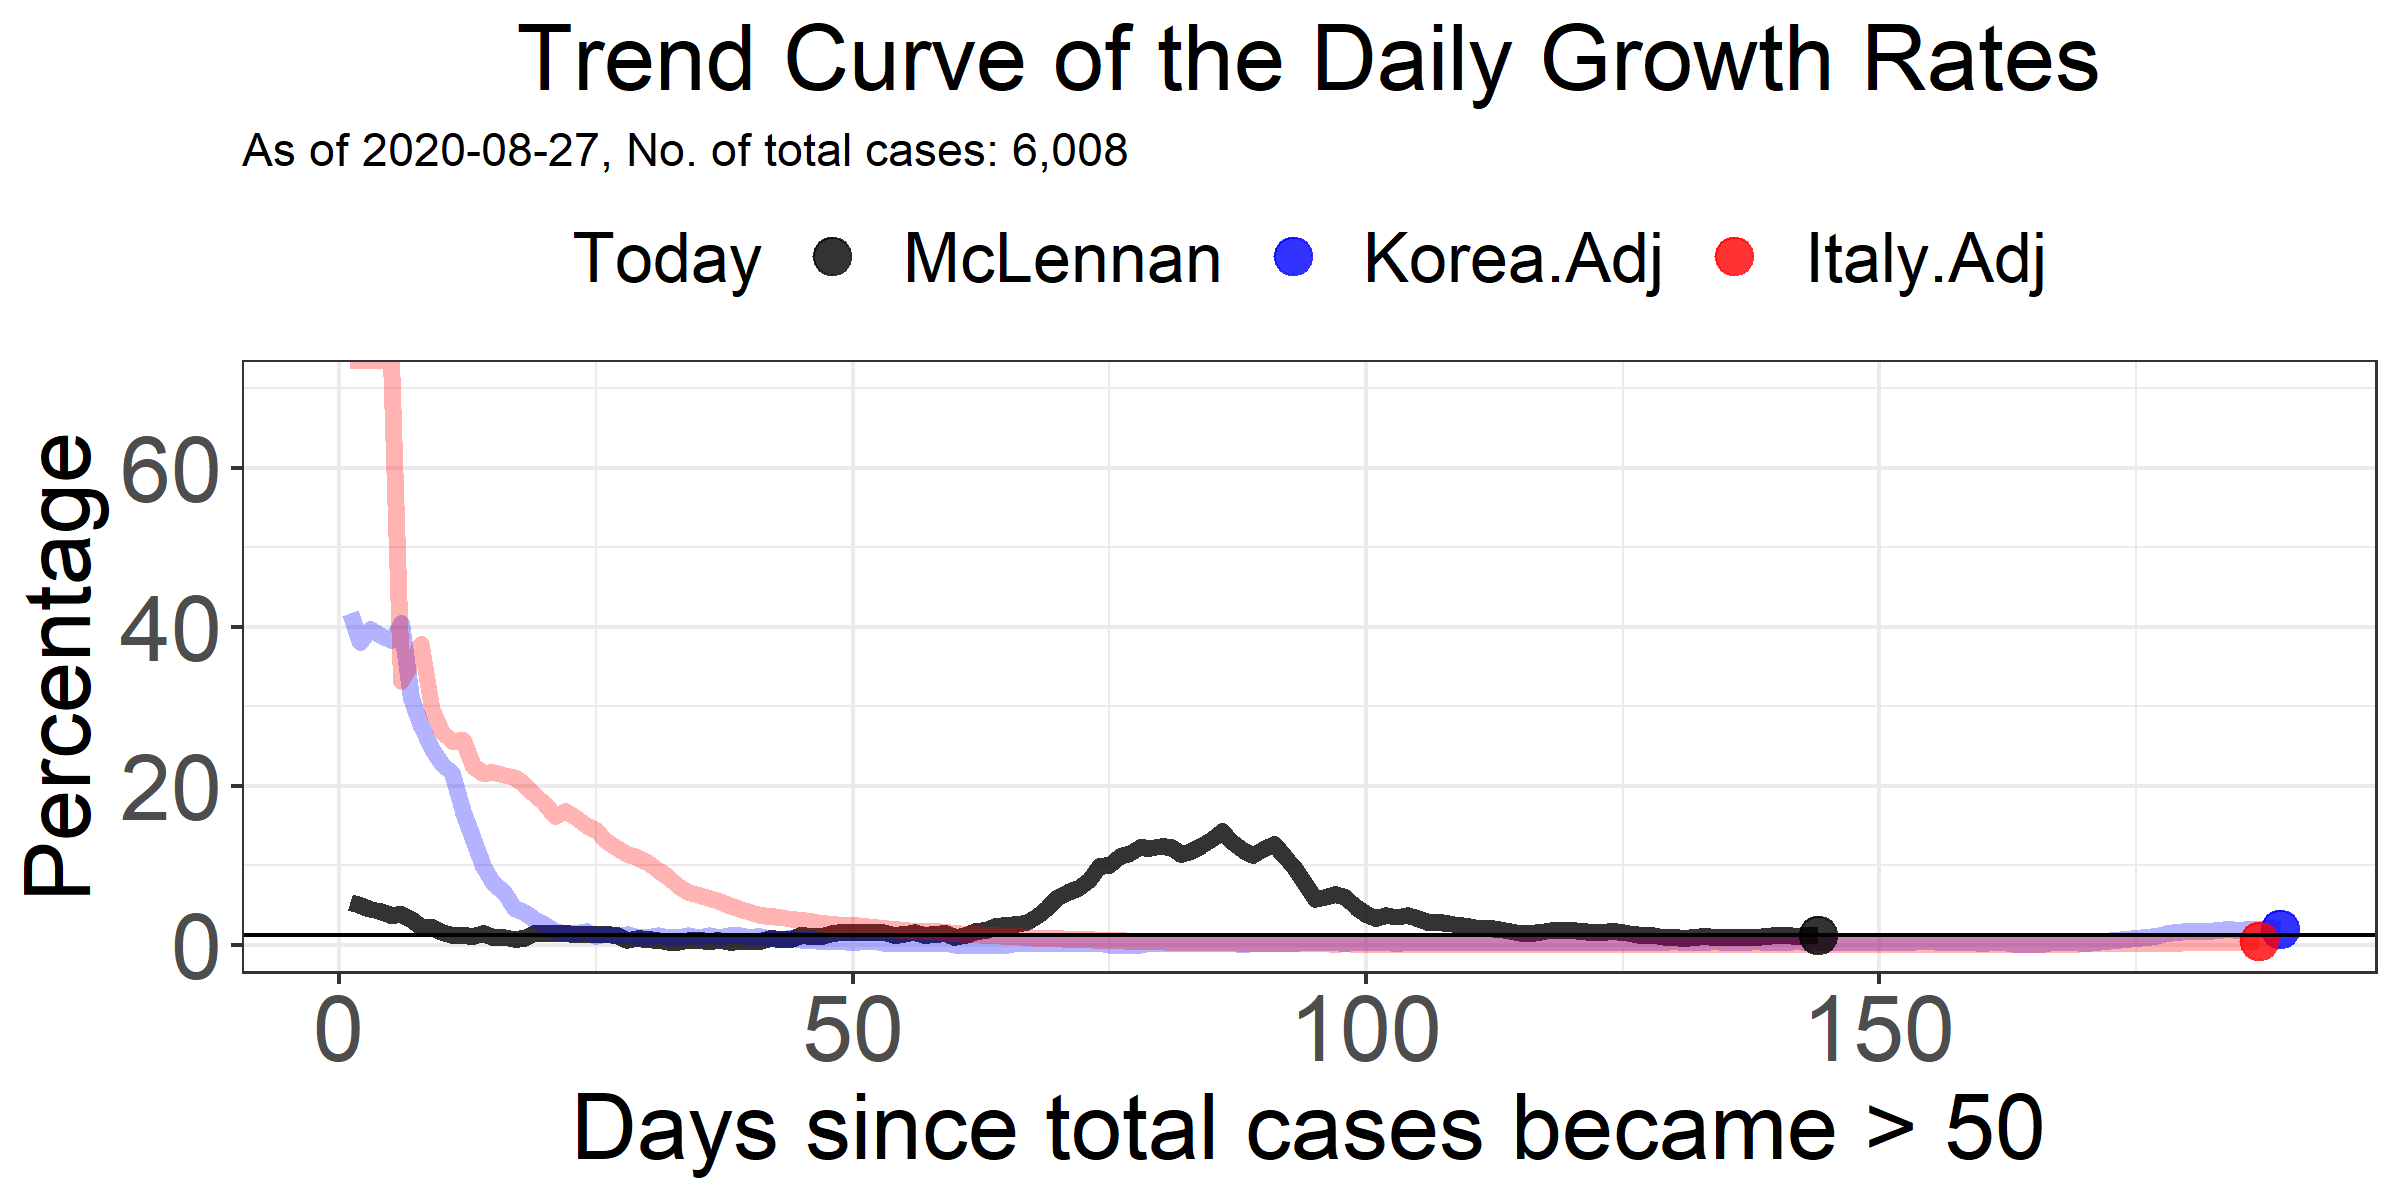 Trend Curve of the Daily Growth Rates
As of 2020-08-27, No. of total cases: 6,008
Today McLennan Korea.Adj Italy.Adj
Percentage
60
40
20
0
0 50 100 150
Days since total cases became > 50